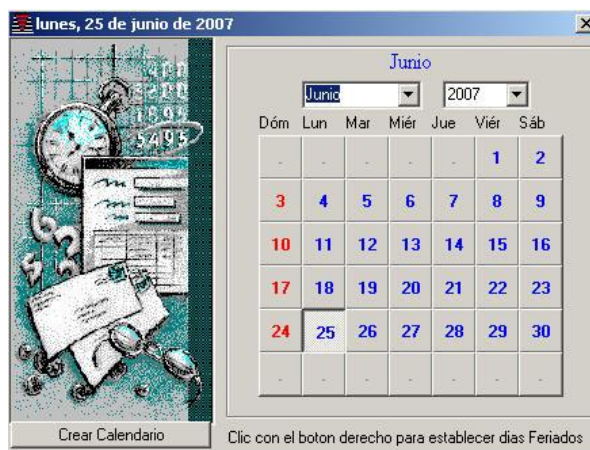 lunes, 25 de junio de 2007
5495
Junio
Junio 2007
Dóm Lun Mar Miér Jue Viér Sáb
. . . . . 1 2
3 4 5 6 7 8 9
10 11 12 13 14 15 16
17 18 19 20 21 22 23
24 25 26 27 28 29 30
. . . . . . .
Crear Calendario
Clic con el boton derecho para establecer dias Feriados